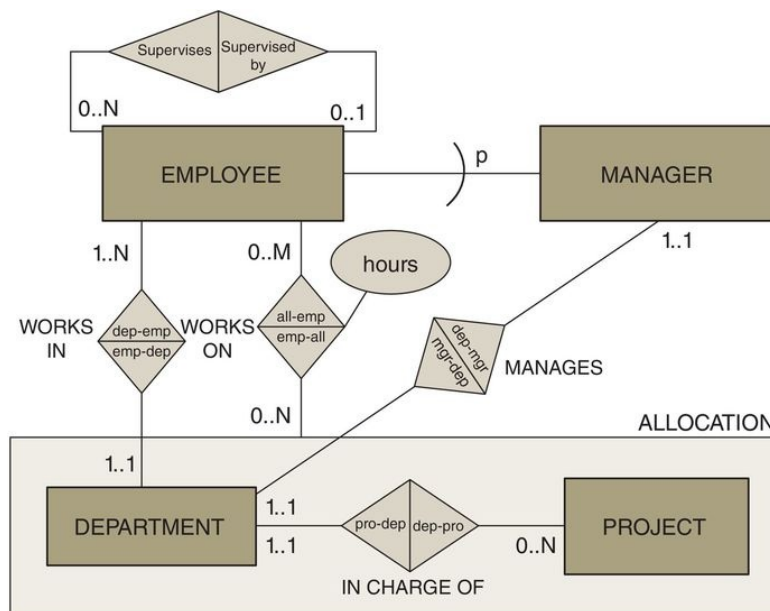 Supervises
Supervised
by
0..N
0..1
EMPLOYEE
p
MANAGER
1..N
0..M
1..1
hours
WORKS
IN
dep-emp
emp-dep
WORKS
ON
all-emp
emp-all
dep-mgr
mgr-dep
MANAGES
0..N
ALLOCATION
1..1
DEPARTMENT
1..1
1..1
pro-dep
dep-pro
0..N
PROJECT
IN CHARGE OF